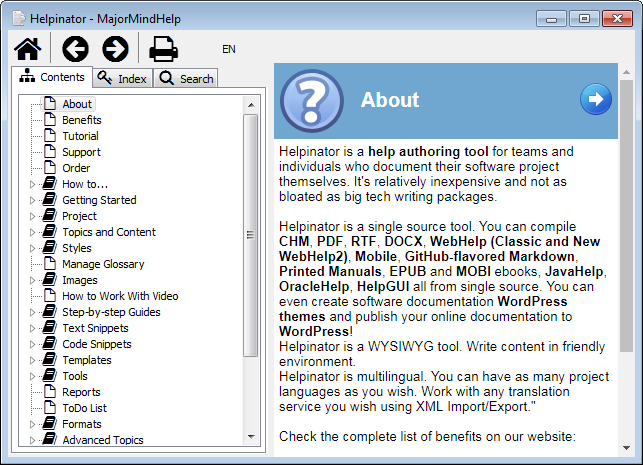 Helpinator - MajorMindHelp
EN
Contents
Index
Search
About
Benefits
Tutorial
Support
Order
How to...
Getting Started
Project
Topics and Content
Styles
Manage Glossary
Images
How to Work With Video
Step-by-step Guides
Text Snippets
Code Snippets
Templates
Tools
Reports
ToDo List
Formats
Advanced Topics
About
Helpinator is a help authoring tool for teams and
individuals who document their software project
themselves. It's relatively inexpensive and not as
bloated as big tech writing packages.
Helpinator is a single source tool. You can compile
CHM, PDF, RTF, DOCX, WebHelp (Classic and New
WebHelp2), Mobile, GitHub-flavored Markdown,
Printed Manuals, EPUB and MOBI ebooks, JavaHelp,
OracleHelp, HelpGUI all from single source. You can
even create software documentation WordPress
themes and publish your online documentation to
WordPress!
Helpinator is a WYSIWYG tool. Write content in friendly
environment.
Helpinator is multilingual. You can have as many project
languages as you wish. Work with any translation
service you wish using XML Import/Export."
Check the complete list of benefits on our website: